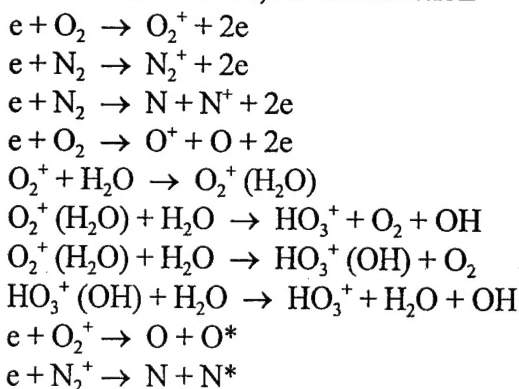 e + O₂ → O₂⁺ + 2e
e + N₂ → N₂⁺ + 2e
e + N₂ → N + N⁺ + 2e
e + O₂ → O⁺ + O + 2e
O₂⁺ + H₂O → O₂⁺ (H₂O)
O₂⁺ (H₂O) + H₂O → HO₃⁺ + O₂ + OH
O₂⁺ (H₂O) + H₂O → HO₃⁺ (OH) + O₂
HO₃⁺ (OH) + H₂O → HO₃⁺ + H₂O + OH
e + O₂⁺ → O + O*
e + N₂⁺ → N + N*